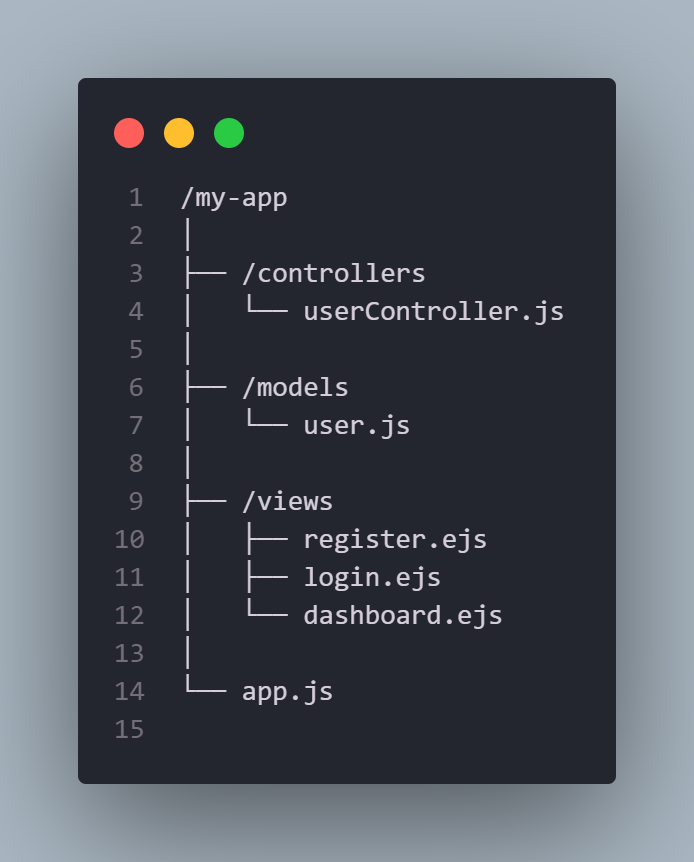 1 /my-app
2 │
3 ├── /controllers
4 │   └── userController.js
5 │
6 ├── /models
7 │   └── user.js
8 │
9 ├── /views
10 │   ├── register.ejs
11 │   ├── login.ejs
12 │   └── dashboard.ejs
13 │
14 └── app.js
15